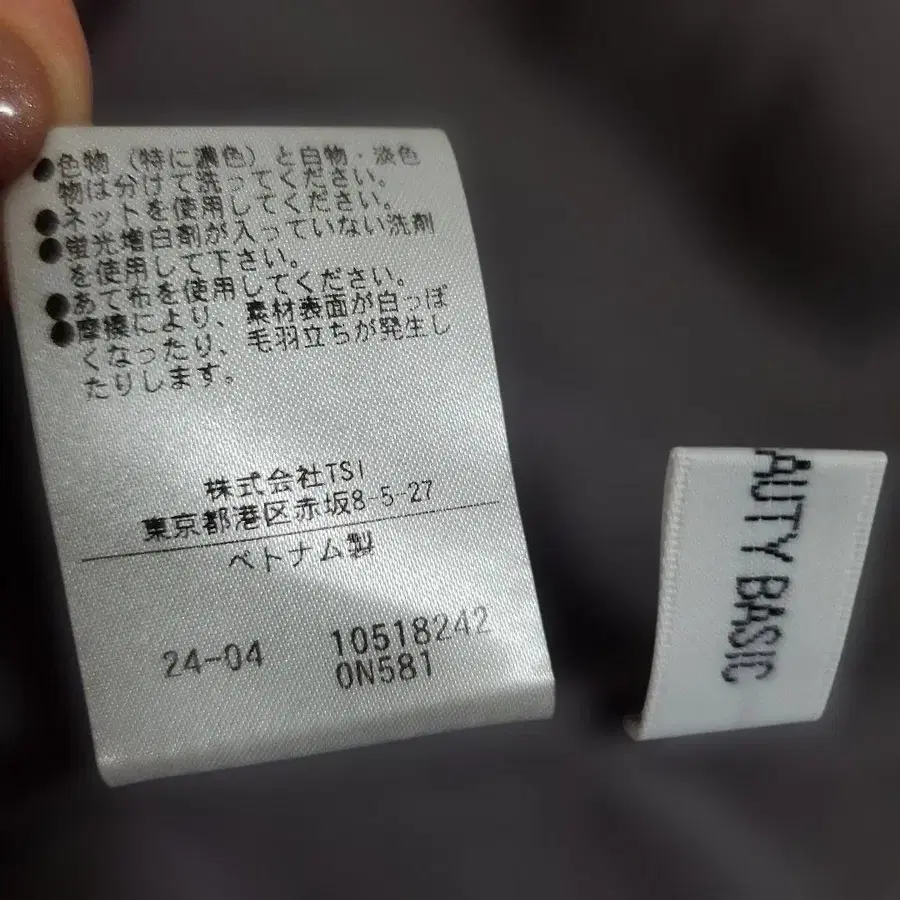 ●色物（特に濃色）と白物・淡色
物は分けて洗ってください。
●ネットを使用してください。
●蛍光増白剤が入っていない洗剤
を使用して下さい。
●あて布を使用してください。
●摩擦により、素材表面が白っぽ
くなったり、毛羽立ちが発生し
たりします。
株式会社TSI
東京都港区赤坂8-5-27
ベトナム製
24-04 10518242
0N581
AUTY BASIC